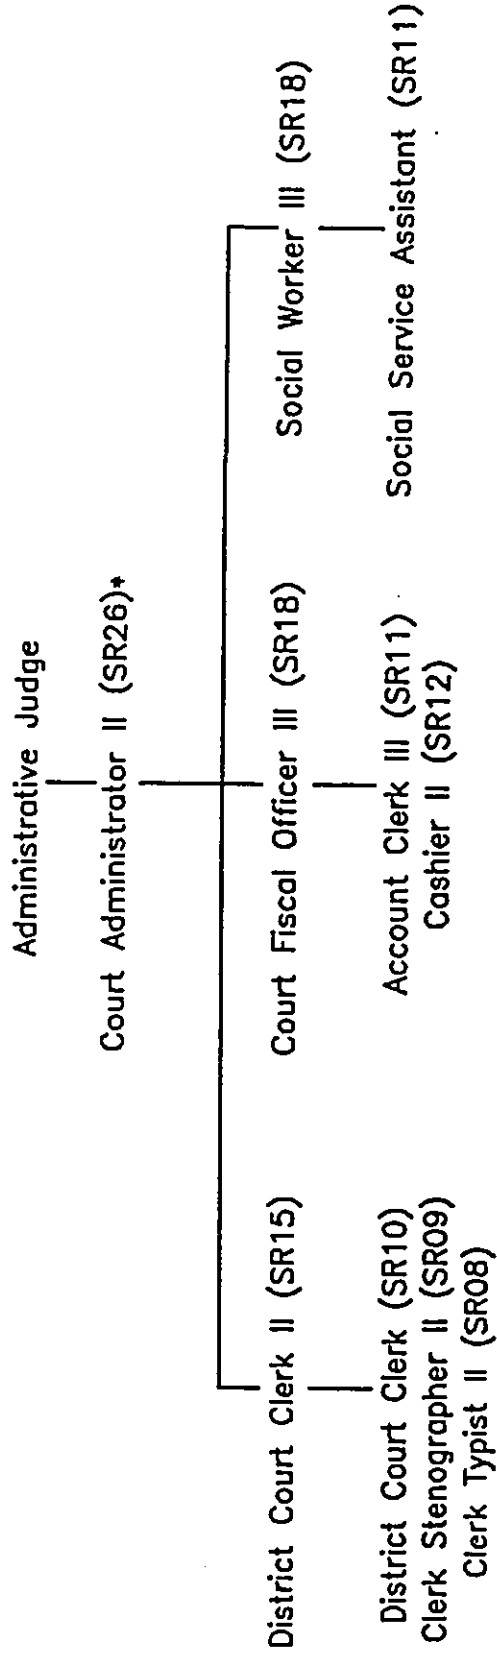 Administrative Judge
Court Administrator II (SR26)*
District Court Clerk II (SR15)
Court Fiscal Officer III (SR18)
Social Worker III (SR18)
District Court Clerk (SR10)
Clerk Stenographer II (SR09)
Clerk Typist II (SR08)
Account Clerk III (SR11)
Cashier II (SR12)
Social Service Assistant (SR11)